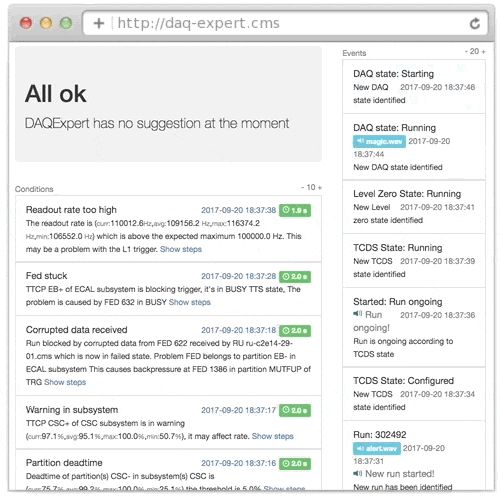 http://daq-expert.cms
All ok
DAQExpert has no suggestion at the moment
Conditions - 10 +
Readout rate too high 2017-09-20 18:37:38 1.9 s
The readout rate is (curr:110012.6Hz,avg:109156.2 Hz,max:116374.2
Hz,min:106552.0 Hz) which is above the expected maximum 100000.0 Hz. This
may be a problem with the L1 trigger. Show steps
Fed stuck 2017-09-20 18:37:28 2.0 s
TTCP EB+ of ECAL subsystem is blocking trigger, it's in BUSY TTS state, The
problem is caused by FED 632 in BUSY Show steps
Corrupted data received 2017-09-20 18:37:18 2.0 s
Run blocked by corrupted data from FED 622 received by RU ru-c2e14-29-
01.cms which is now in failed state. Problem FED belongs to partition EB- in
ECAL subsystem This causes backpressure at FED 1386 in partition MUTFUP of
TRG Show steps
Warning in subsystem 2017-09-20 18:37:17 2.0 s
TTCP CSC+ of CSC subsystem is in warning
(curr:97.1%,avg:95.1%,max:100.0%,min:50.7%), it may affect rate. Show steps
Partition deadtime 2017-09-20 18:37:16 2.0 s
Deadtime of partition(s) CSC- in subsystem(s) CSC is
(curr:75.7%,avg:99.2%,max:100.0%,min:25.1%) the threshold is 5.0% Show steps
Events - 20 +
DAQ state: Starting
New DAQ 2017-09-20 18:37:46
state identified
DAQ state: Running
magic.wav 2017-09-20
18:37:44
New DAQ state identified
Level Zero State: Running
New Level 2017-09-20 18:37:41
zero state identified
TCDS State: Running
New TCDS 2017-09-20 18:37:39
state identified
Started: Run ongoing
Run 2017-09-20 18:37:36
ongoing!
Run is ongoing according to
TCDS state
TCDS State: Configured
New TCDS 2017-09-20 18:37:34
state identified
Run: 302492
alert.wav 2017-09-20
18:37:31
New run started!
New run has been identified